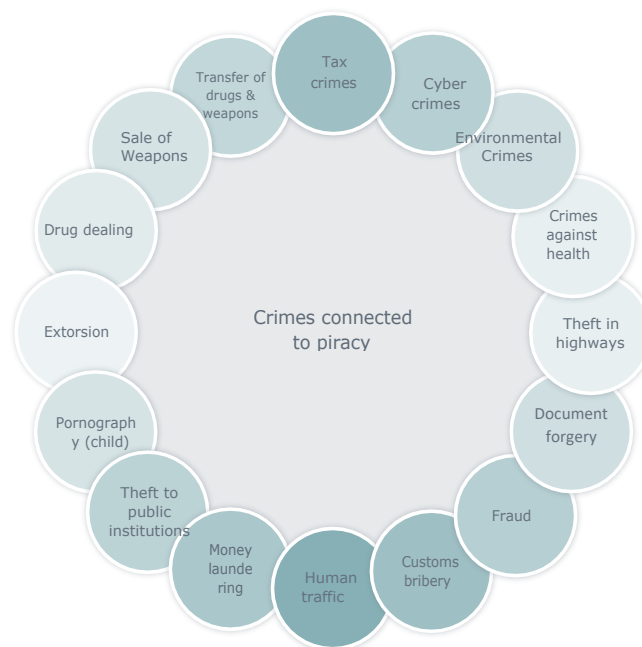 Tax
crimes
Cyber
crimes
Environmental
Crimes
Crimes
against
health
Theft in
highways
Document
forgery
Fraud
Customs
bribery
Human
traffic
Money
launde
ring
Theft to
public
institutions
Pornograph
y (child)
Extorsion
Drug dealing
Sale of
Weapons
Transfer of
drugs &
weapons
Crimes connected
to piracy